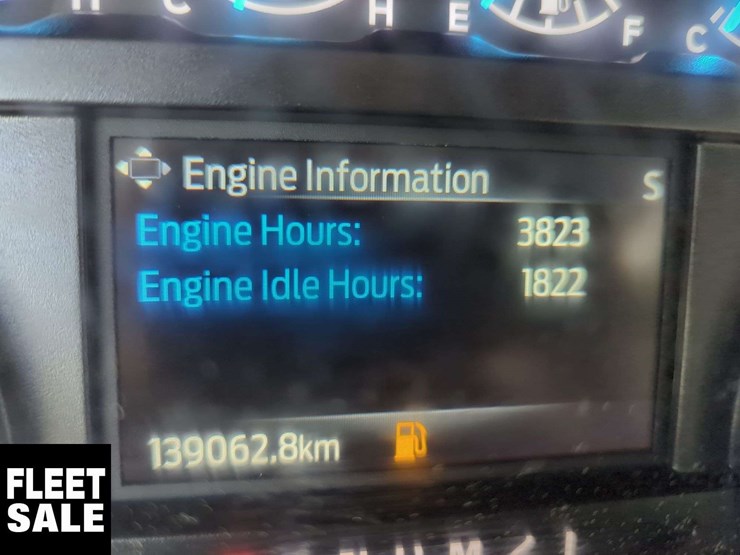 H C H E F C
Engine Information S
Engine Hours: 3823
Engine Idle Hours: 1822
139062.8km
FLEET
SALE